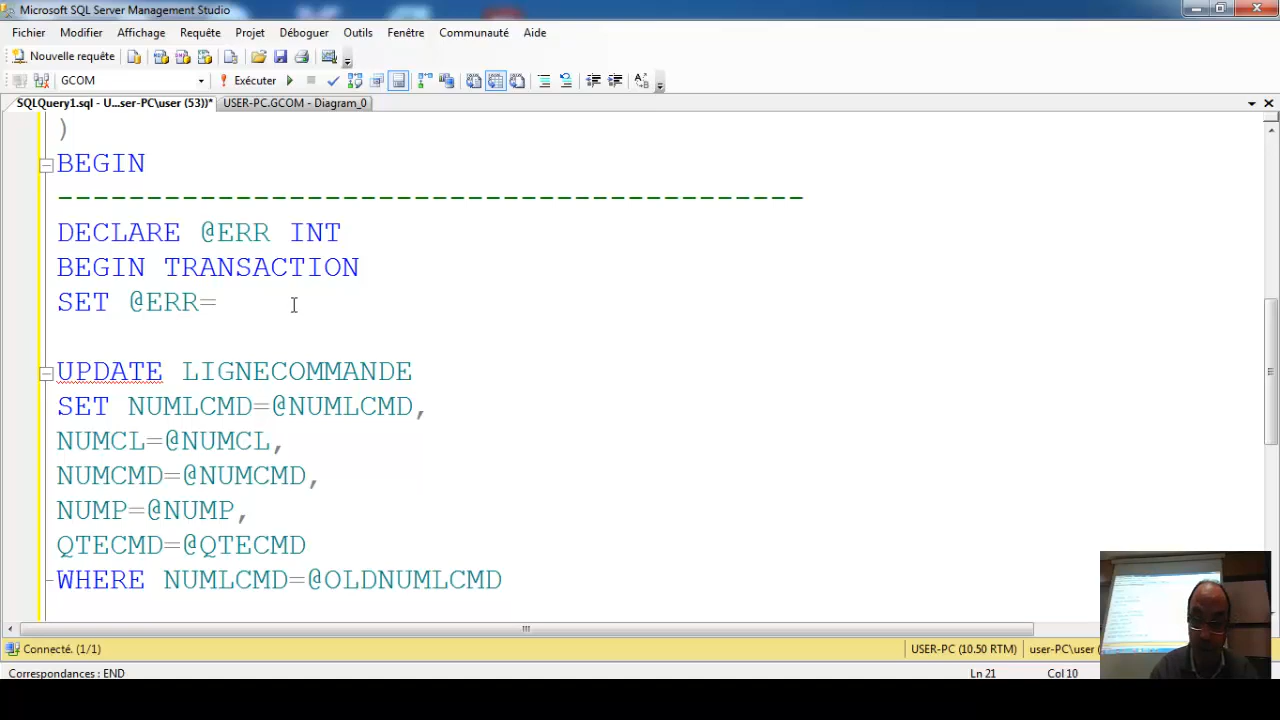 Microsoft SQL Server Management Studio
Fichier Modifier Affichage Requête Projet Déboguer Outils Fenêtre Communauté Aide
Nouvelle requête
GCOM Exécuter
SQLQuery1.sql - U...ser-PC\user (53))* USER-PC.GCOM - Diagram_0
)
BEGIN
------------------------------------------
DECLARE @ERR INT
BEGIN TRANSACTION
SET @ERR=
UPDATE LIGNECOMMANDE
SET NUMLCMD=@NUMLCMD,
NUMCL=@NUMCL,
NUMCMD=@NUMCMD,
NUMP=@NUMP,
QTECMD=@QTECMD
WHERE NUMLCMD=@OLDNUMLCMD
Connecté. (1/1) USER-PC (10.50 RTM) user-PC\user (
Correspondances : END Ln 21 Col 10